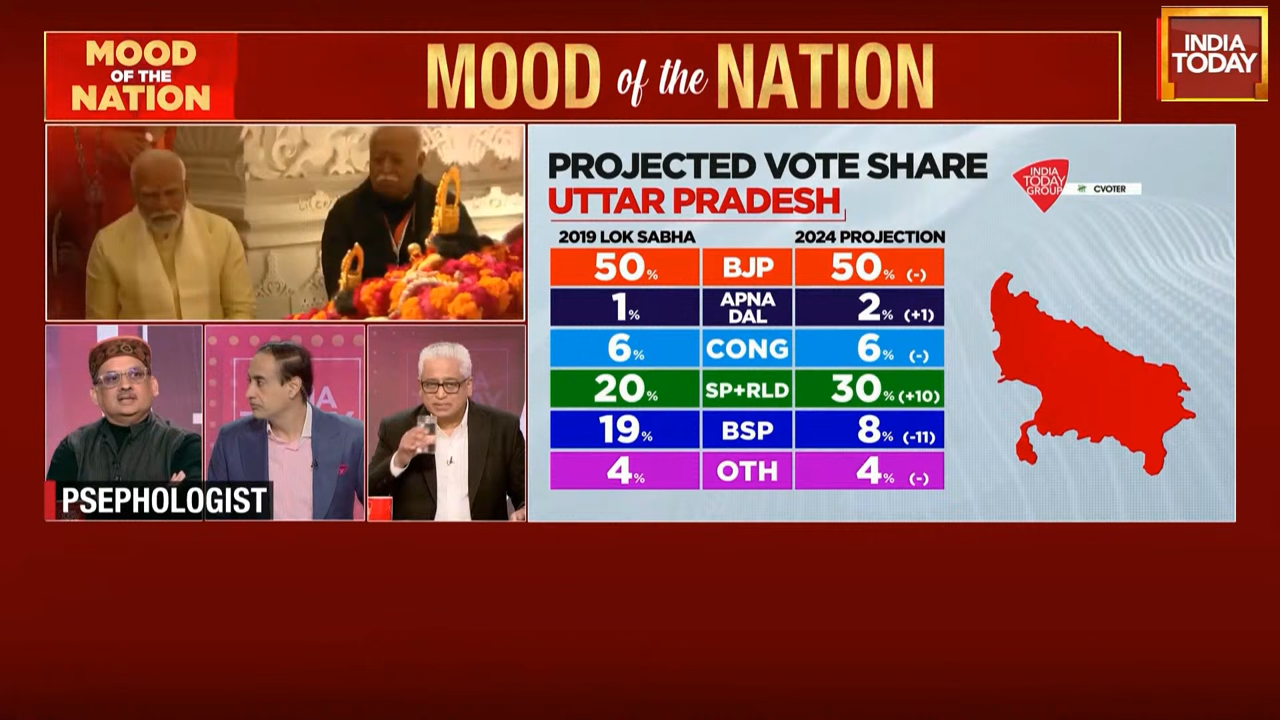 MOOD
OF THE
NATION
MOOD of the NATION
INDIA
TODAY
PROJECTED VOTE SHARE
UTTAR PRADESH
INDIA
TODAY
GROUP
CVOTER
2019 LOK SABHA
2024 PROJECTION
50% BJP 50% (-)
1% APNA DAL 2% (+1)
6% CONG 6% (-)
20% SP+RLD 30% (+10)
19% BSP 8% (-11)
4% OTH 4% (-)
PSEPHOLOGIST